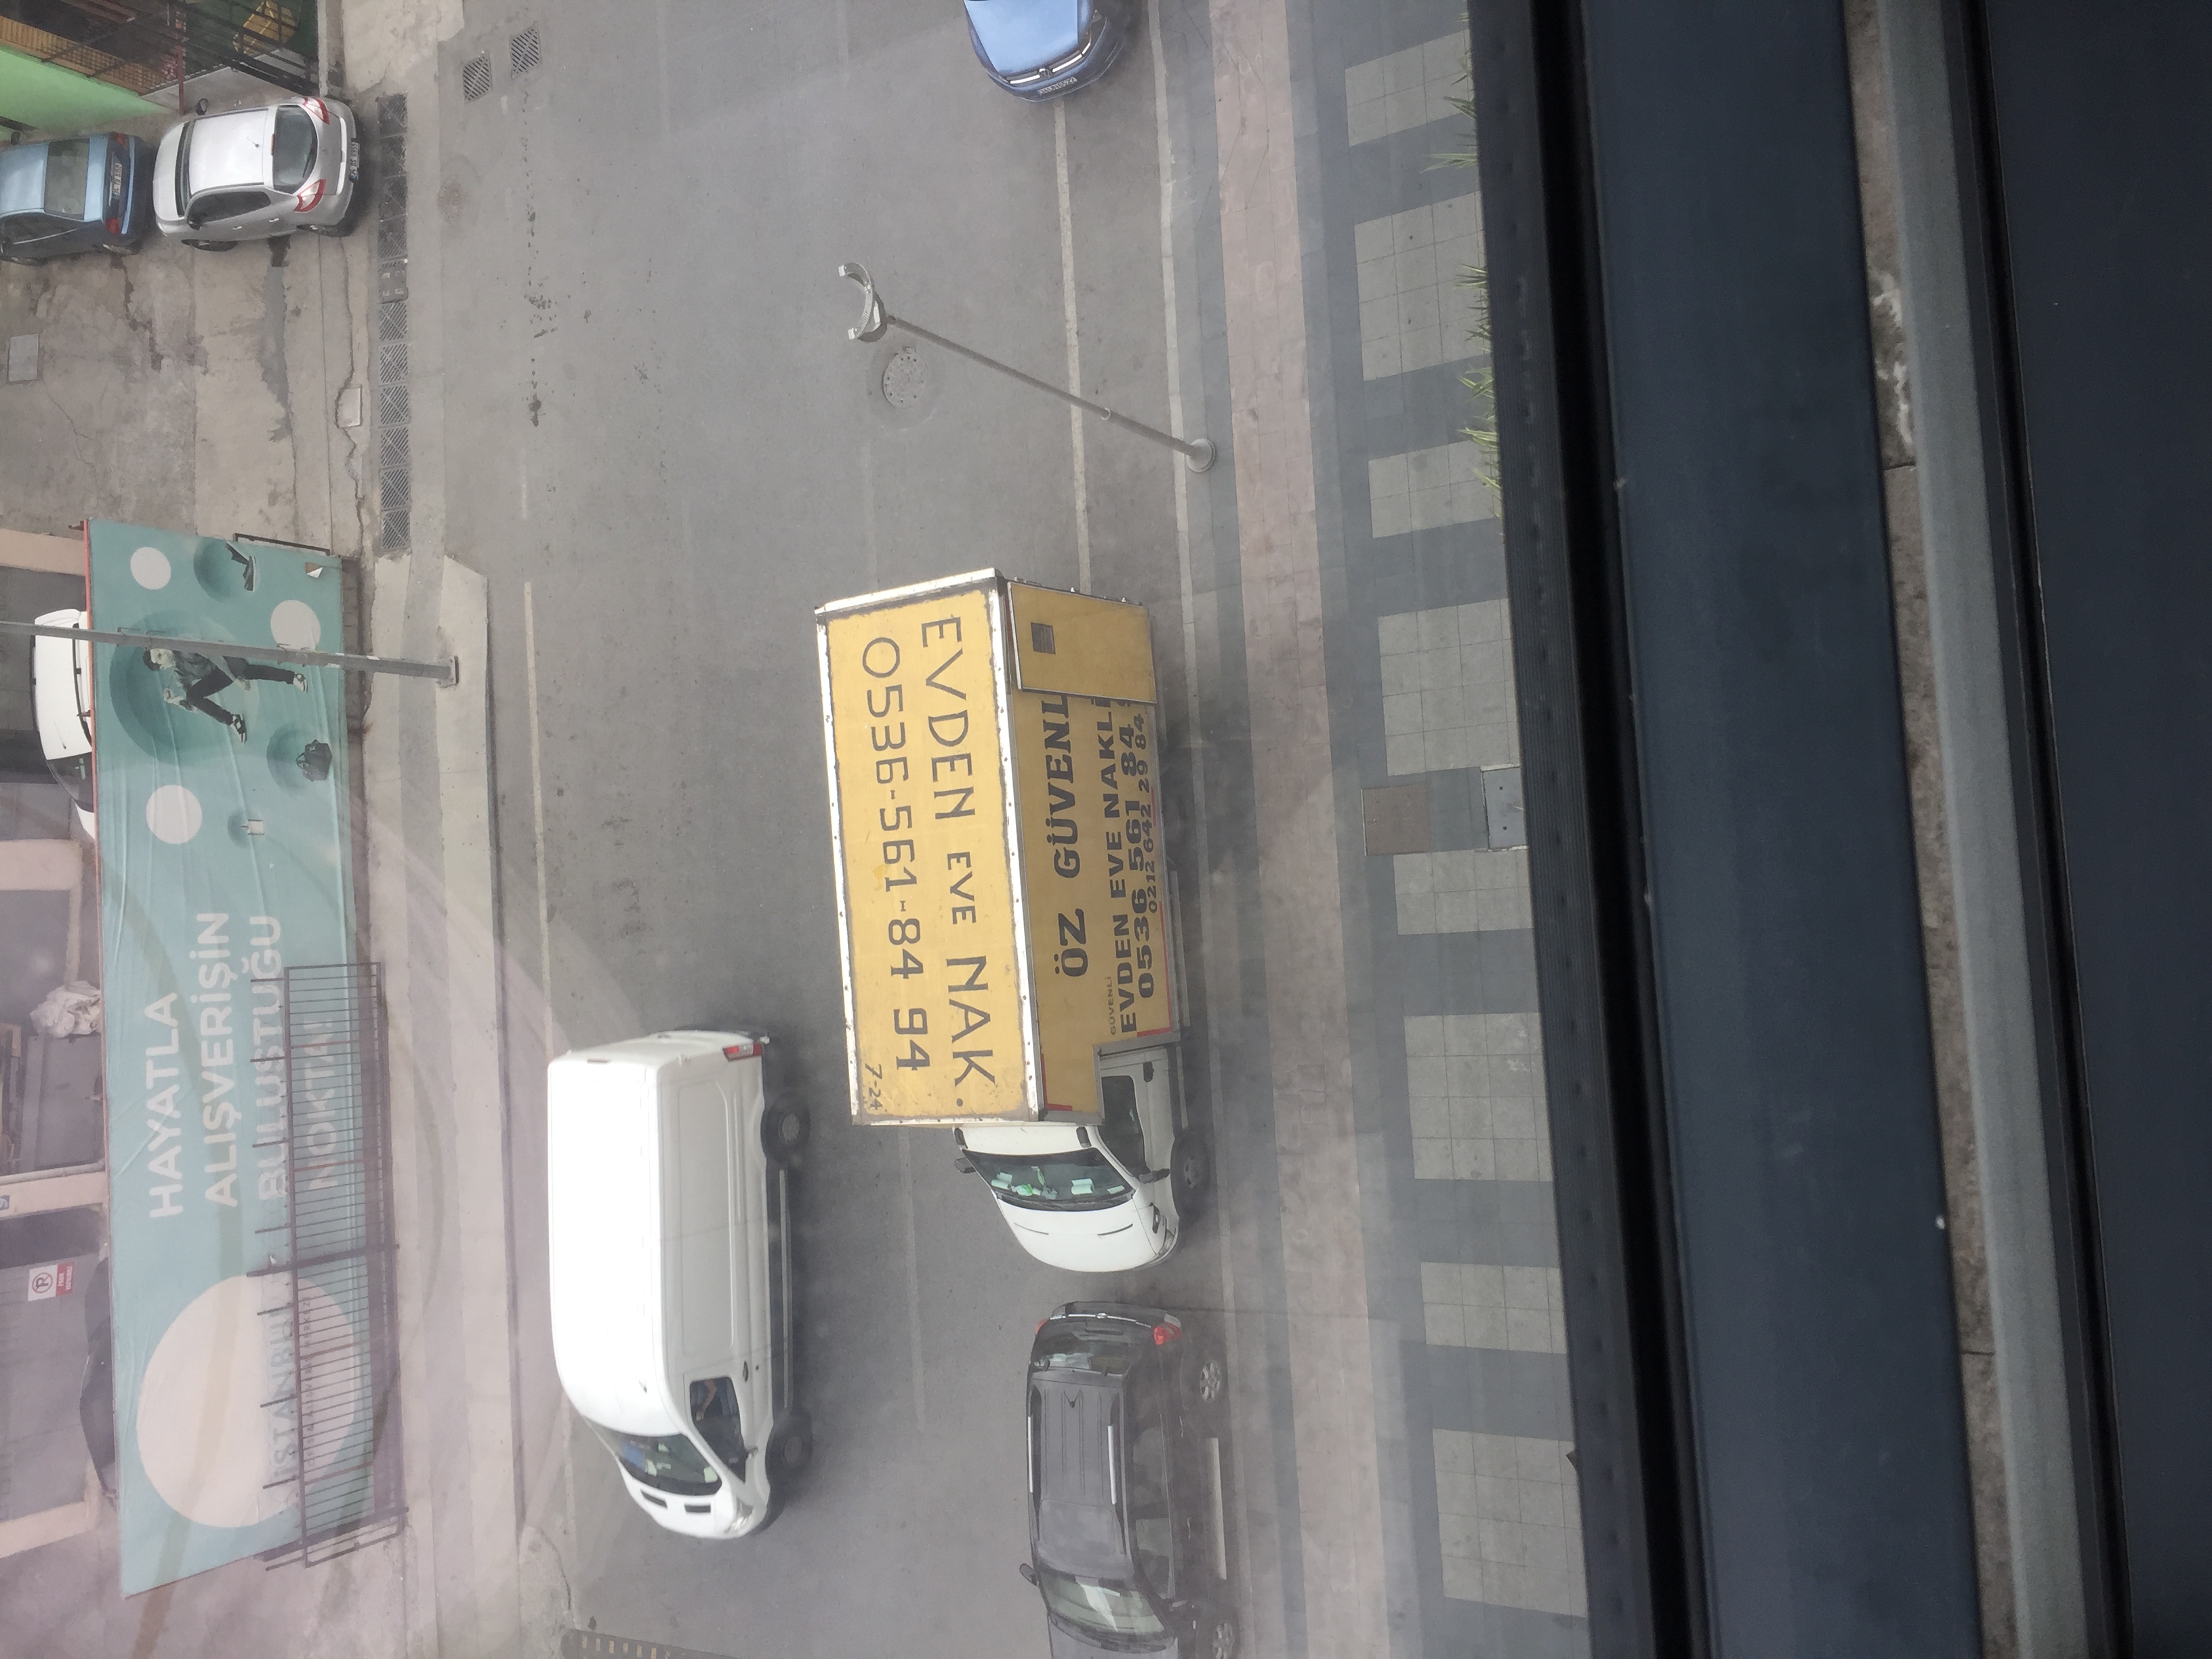 EVDEN EVE NAK.
0536-561-84 94
7-24
ÖZ GÜVENL
GÜVENLİ
EVDEN EVE NAKLİ
0536 561 84
0212 642 29 84
HAYATLA
ALIŞVERİŞİN
BULUŞTUĞU
NOKTA!
İSTANBUL